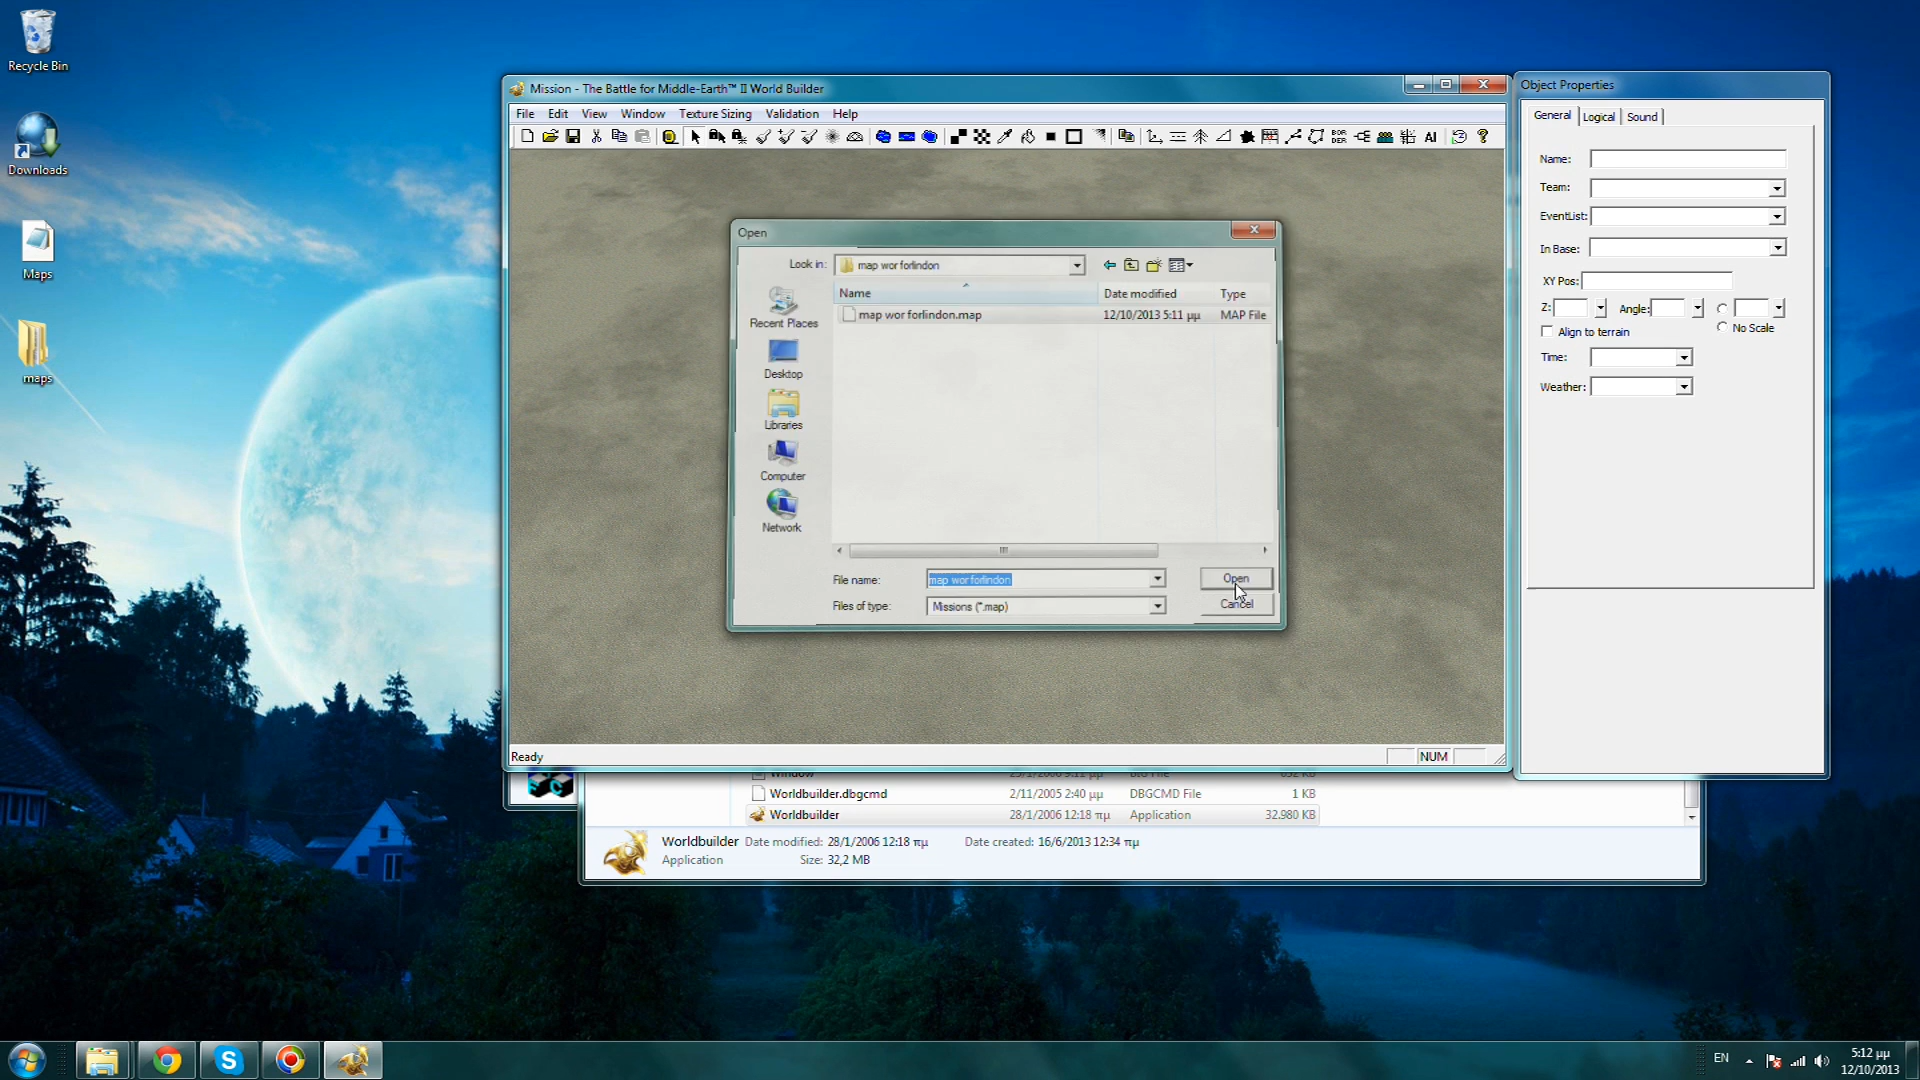 Recycle Bin
Downloads
Maps
maps
Mission - The Battle for Middle-Earth™ II World Builder
File Edit View Window Texture Sizing Validation Help
BOR DER
AI
Open
Look in: map wor forlindon
Name Date modified Type
map wor forlindon.map 12/10/2013 5:11 μμ MAP File
Recent Places
Desktop
Libraries
Computer
Network
File name: map wor forlindon Open
Files of type: Missions (*.map) Cancel
Ready NUM
Object Properties
General Logical Sound
Name:
Team:
EventList:
In Base:
XY Pos:
Z: Angle:
Align to terrain No Scale
Time:
Weather:
Window
Worldbuilder.dbgcmd 2/11/2005 2:40 μμ DBGCMD File 1 KB
Worldbuilder 28/1/2006 12:18 πμ Application 32.980 KB
Worldbuilder Date modified: 28/1/2006 12:18 πμ Date created: 16/6/2013 12:34 πμ
Application Size: 32,2 MB
EN
5:12 μμ
12/10/2013